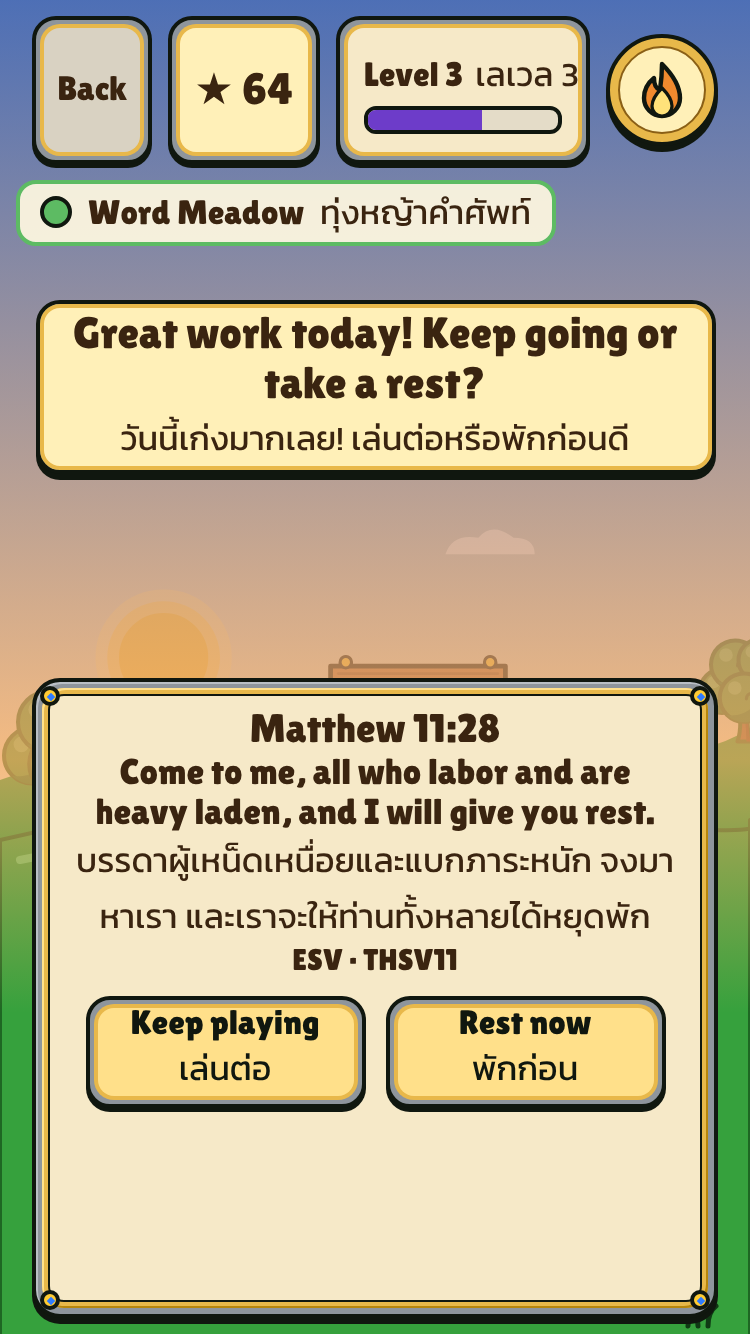 Back
★ 64
Level 3 เลเวล 3
Word Meadow ทุ่งหญ้าคำศัพท์
Great work today! Keep going or
take a rest?
วันนี้เก่งมากเลย! เล่นต่อหรือพักก่อนดี
Matthew 11:28
Come to me, all who labor and are
heavy laden, and I will give you rest.
บรรดาผู้เหน็ดเหนื่อยและแบกภาระหนัก จงมา
หาเรา และเราจะให้ท่านทั้งหลายได้หยุดพัก
ESV · THSV11
Keep playing
เล่นต่อ
Rest now
พักก่อน